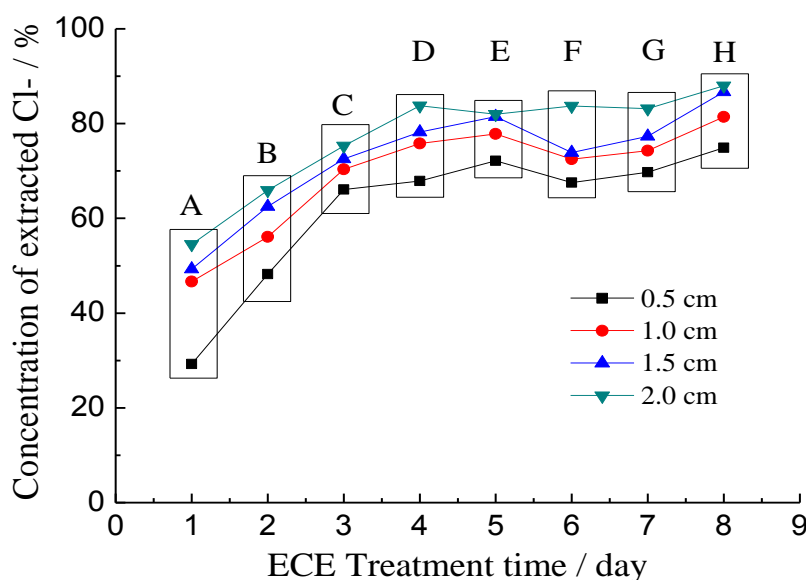 Concentration of extracted Cl- / %
100
80
60
40
20
0
A
B
C
D
E
F
G
H
0.5 cm
1.0 cm
1.5 cm
2.0 cm
0 1 2 3 4 5 6 7 8 9
ECE Treatment time / day